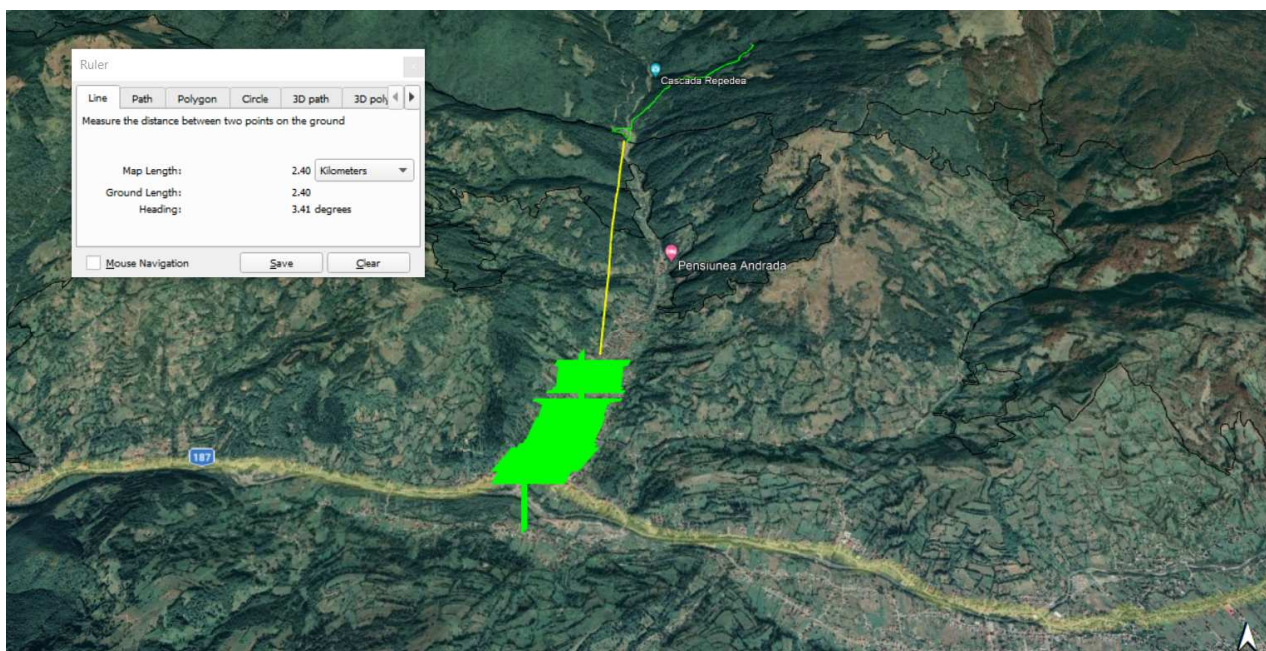 Ruler
Line Path Polygon Circle 3D path 3D poly
Measure the distance between two points on the ground
Map Length: 2.40 Kilometers
Ground Length: 2.40
Heading: 3.41 degrees
Mouse Navigation Save Clear
Cascada Repedea
Pensiunea Andrada
187